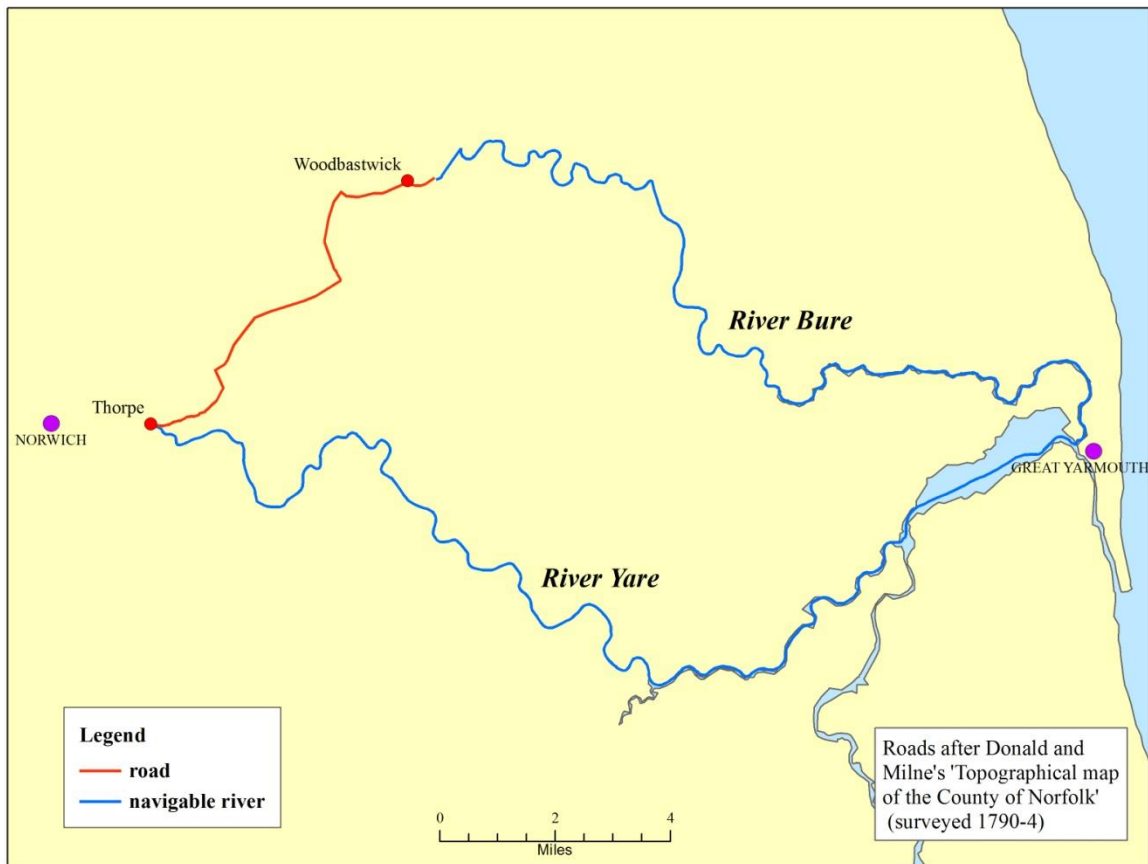 Woodbastwick
River Bure
Thorpe
NORWICH
GREAT YARMOUTH
River Yare
Legend
road
navigable river
Roads after Donald and
Milne's 'Topographical map
of the County of Norfolk'
(surveyed 1790-4)
0 2 4
Miles